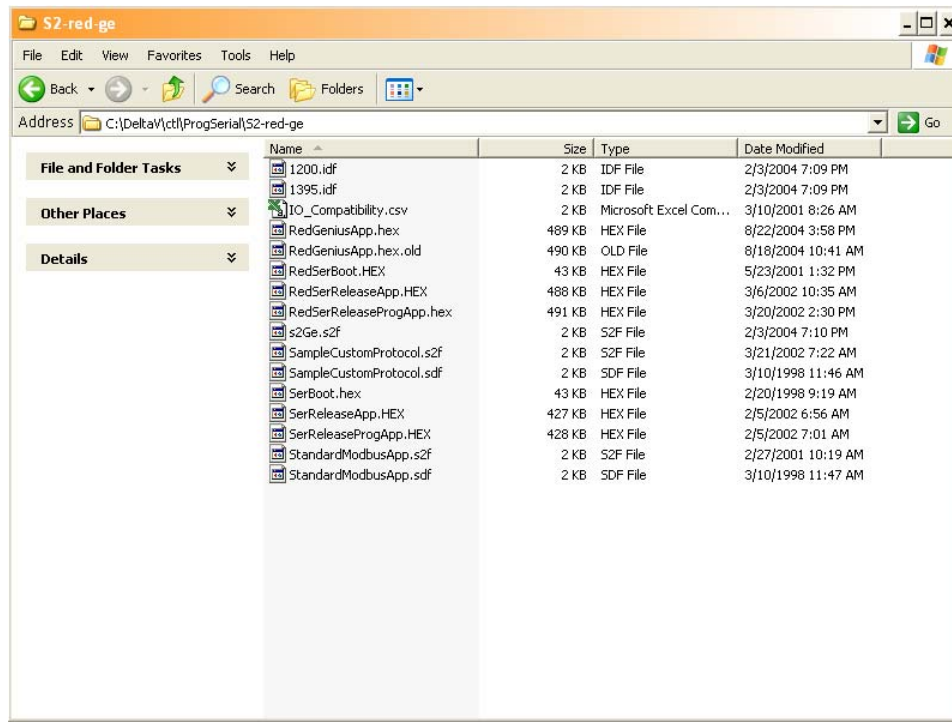 S2-red-ge
File Edit View Favorites Tools Help
Back Search Folders
Address C:\DeltaV\ctl\ProgSerial\S2-red-ge Go
File and Folder Tasks
Other Places
Details
Name Size Type Date Modified
1200.idf 2 KB IDF File 2/3/2004 7:09 PM
1395.idf 2 KB IDF File 2/3/2004 7:09 PM
IO_Compatibility.csv 2 KB Microsoft Excel Com... 3/10/2001 8:26 AM
RedGeniusApp.hex 489 KB HEX File 8/22/2004 3:58 PM
RedGeniusApp.hex.old 490 KB OLD File 8/18/2004 10:41 AM
RedSerBoot.HEX 43 KB HEX File 5/23/2001 1:32 PM
RedSerReleaseApp.HEX 488 KB HEX File 3/6/2002 10:35 AM
RedSerReleaseProgApp.hex 491 KB HEX File 3/20/2002 2:30 PM
s2Ge.s2f 2 KB S2F File 2/3/2004 7:10 PM
SampleCustomProtocol.s2f 2 KB S2F File 3/21/2002 7:22 AM
SampleCustomProtocol.sdf 2 KB SDF File 3/10/1998 11:46 AM
SerBoot.hex 43 KB HEX File 2/20/1998 9:19 AM
SerReleaseApp.HEX 427 KB HEX File 2/5/2002 6:56 AM
SerReleaseProgApp.HEX 428 KB HEX File 2/5/2002 7:01 AM
StandardModbusApp.s2f 2 KB S2F File 2/27/2001 10:19 AM
StandardModbusApp.sdf 2 KB SDF File 3/10/1998 11:47 AM